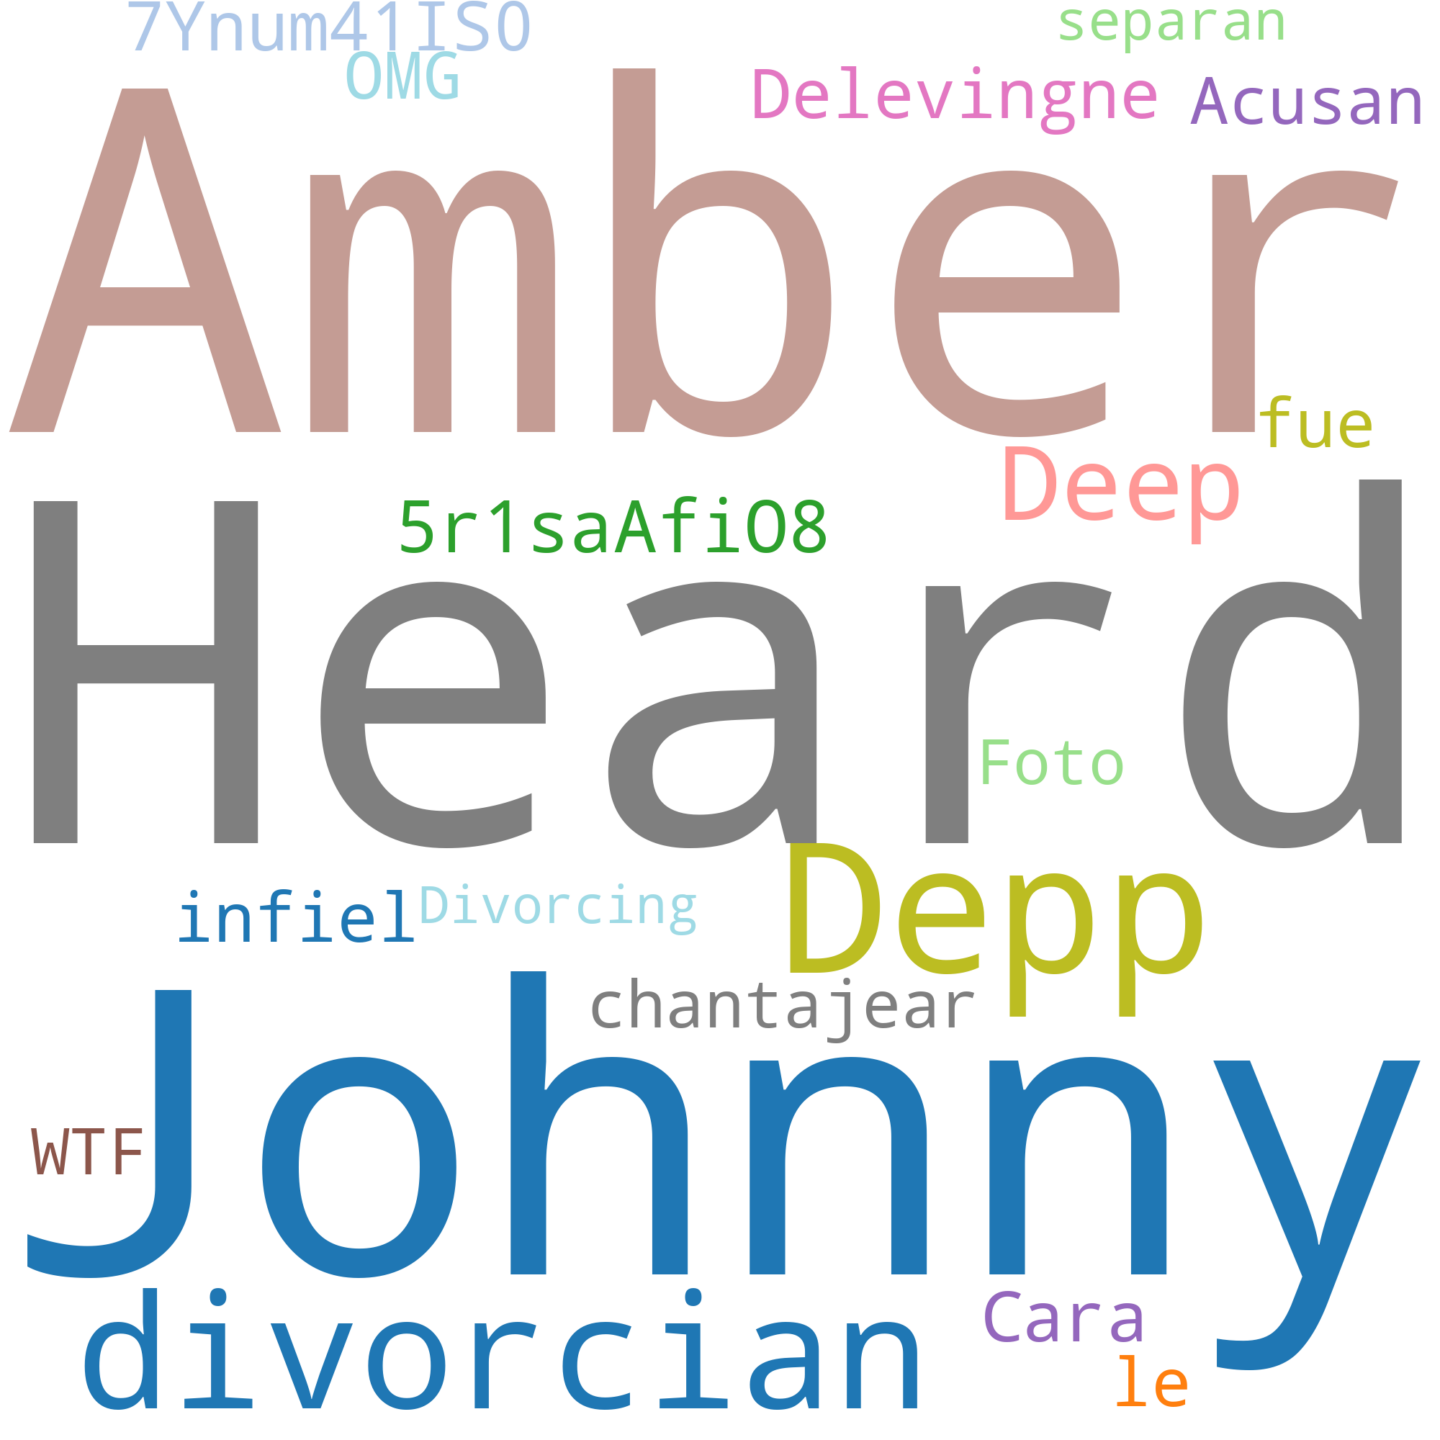 7Ynum41IS0
separan
OMG
Delevingne
Acusan
Amber
fue
Deep
5r1saAfiO8
Heard
Foto
Depp
infiel
Divorcing
chantajear
Johnny
WTF
divorcian
Cara
le